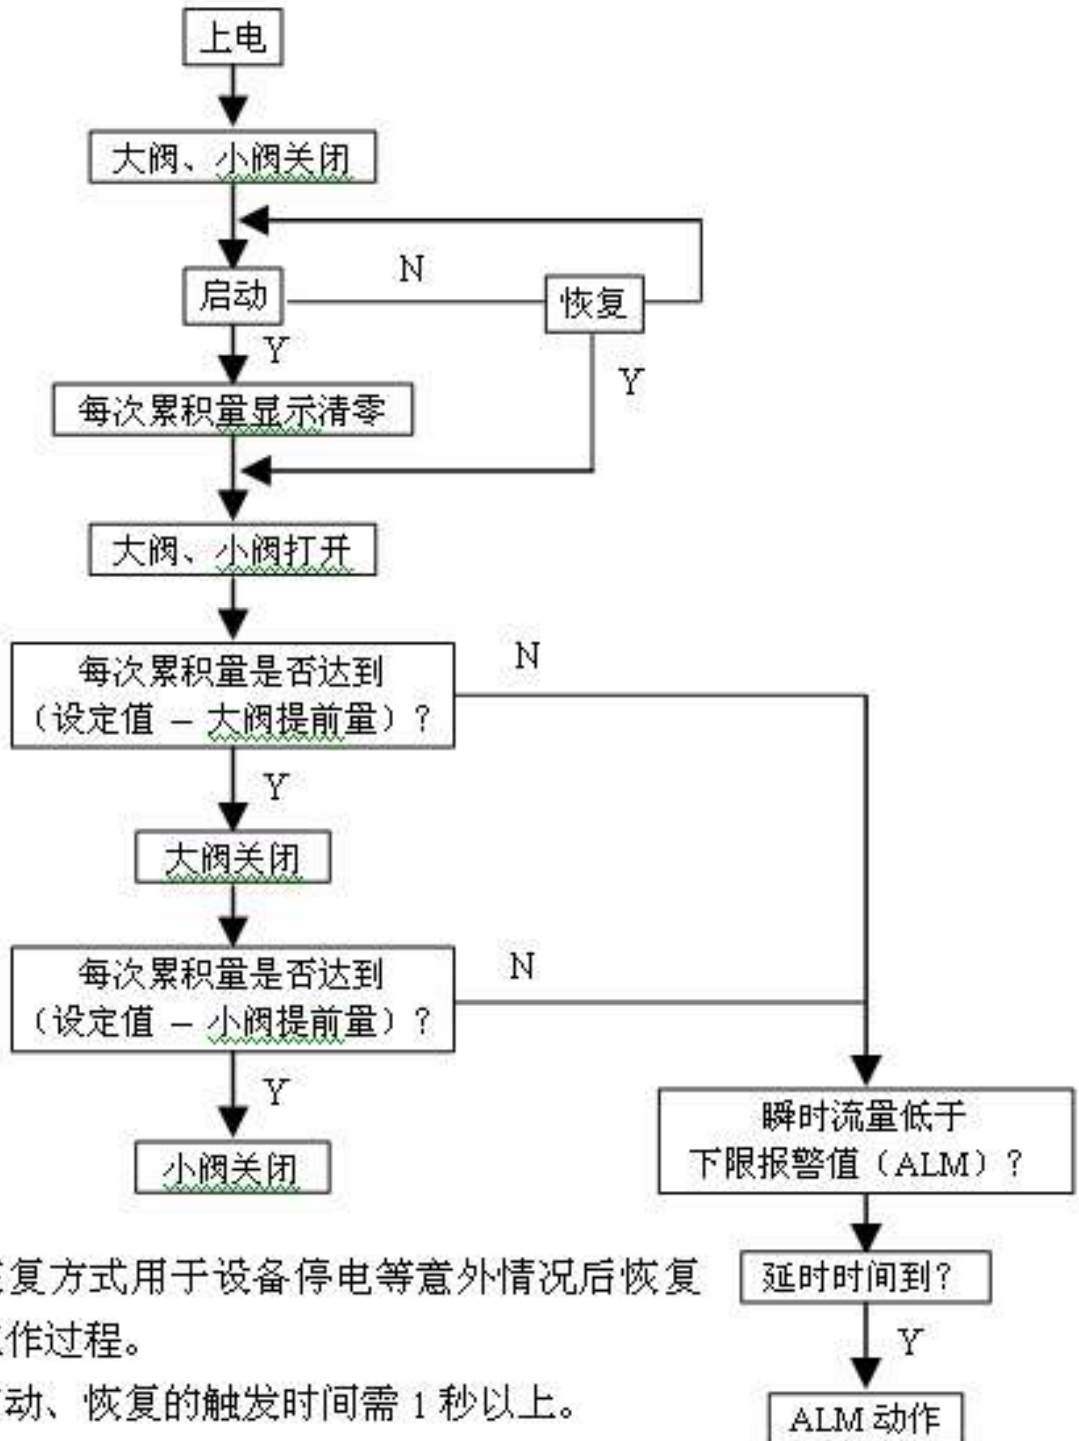 上电
大阀、小阀关闭
启动
N
恢复
Y
Y
每次累积量显示清零
大阀、小阀打开
每次累积量是否达到
(设定值 – 大阀提前量)?
N
Y
大阀关闭
每次累积量是否达到
(设定值 – 小阀提前量)?
N
Y
小阀关闭
瞬时流量低于
下限报警值(ALM)?
延时时间到?
Y
ALM 动作
复方式用于设备停电等意外情况后恢复
作过程。
动、恢复的触发时间需 1 秒以上。